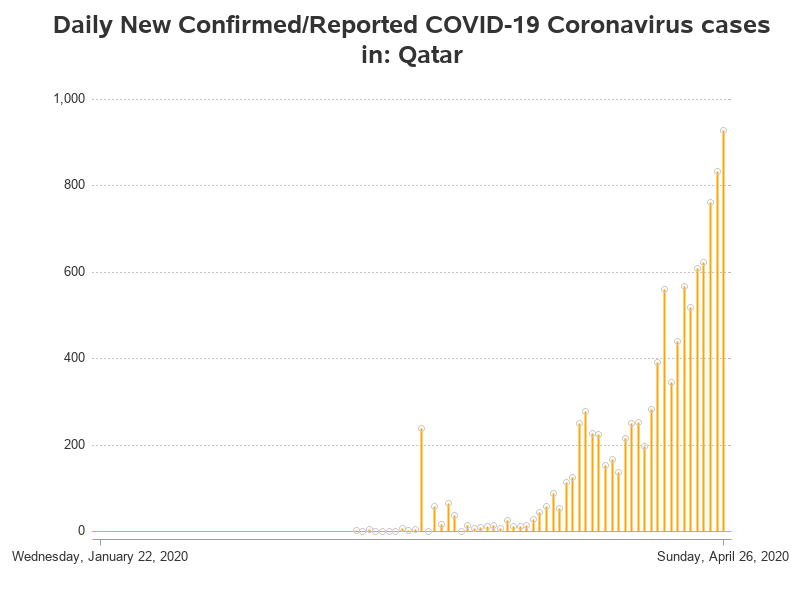 Daily New Confirmed/Reported COVID-19 Coronavirus cases
in: Qatar
1,000
800
600
400
200
0
Wednesday, January 22, 2020
Sunday, April 26, 2020